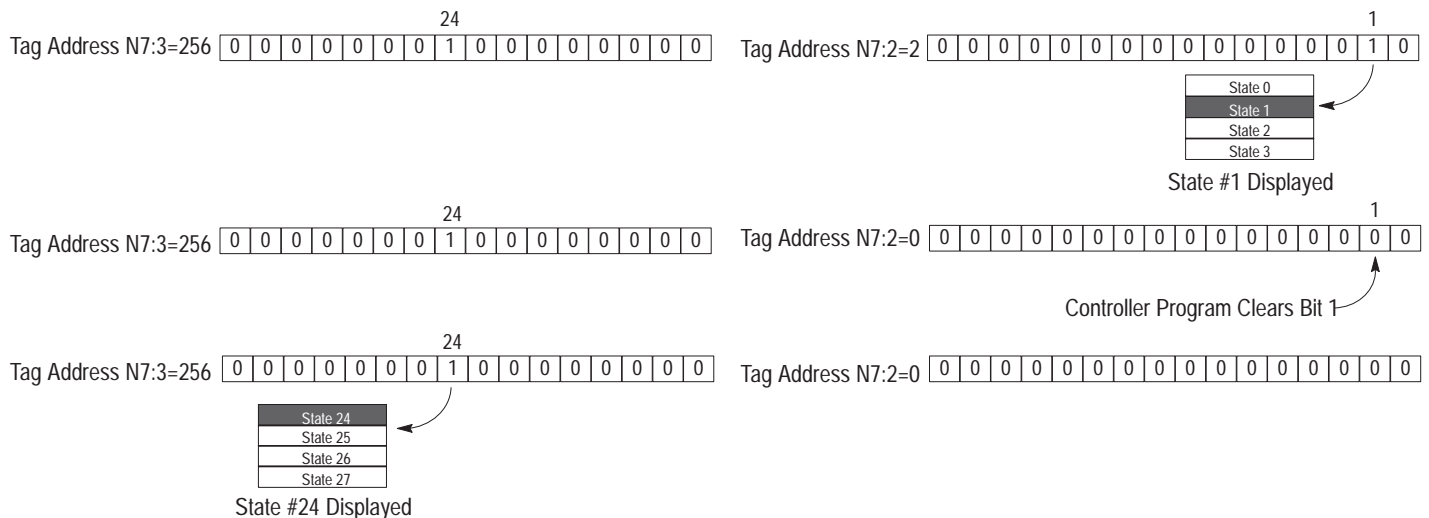 24
Tag Address N7:3=256 0 0 0 0 0 0 0 1 0 0 0 0 0 0 0 0
1
Tag Address N7:2=2 0 0 0 0 0 0 0 0 0 0 0 0 0 0 1 0
State 0
State 1
State 2
State 3
State #1 Displayed
24
Tag Address N7:3=256 0 0 0 0 0 0 0 1 0 0 0 0 0 0 0 0
1
Tag Address N7:2=0 0 0 0 0 0 0 0 0 0 0 0 0 0 0 0 0
Controller Program Clears Bit 1
24
Tag Address N7:3=256 0 0 0 0 0 0 0 1 0 0 0 0 0 0 0 0
Tag Address N7:2=0 0 0 0 0 0 0 0 0 0 0 0 0 0 0 0 0
State 24
State 25
State 26
State 27
State #24 Displayed